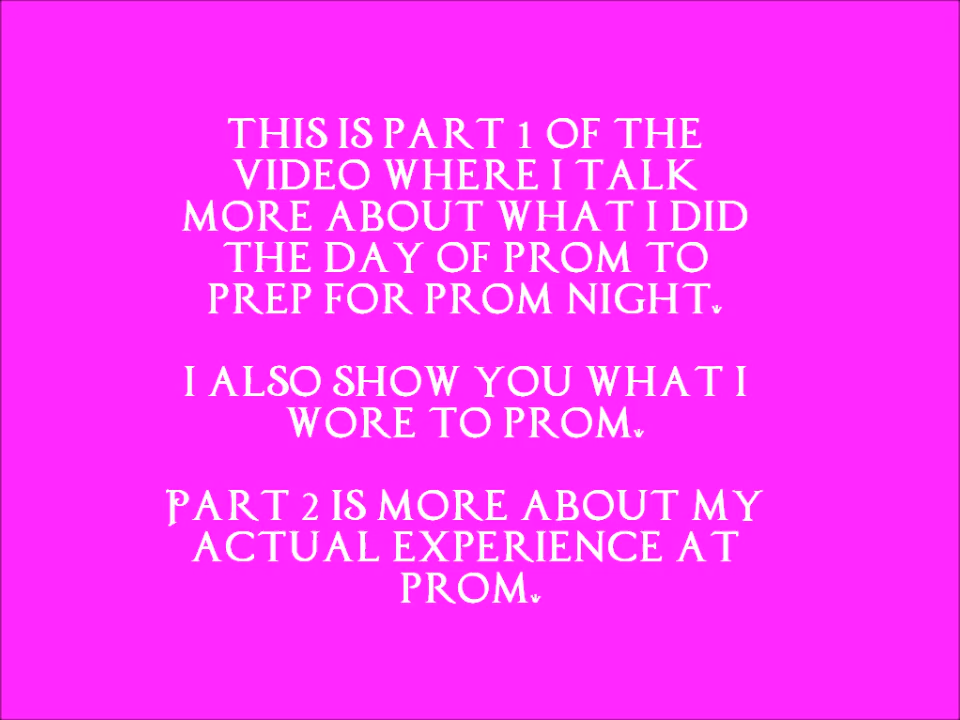 THIS IS PART 1 OF THE
VIDEO WHERE I TALK
MORE ABOUT WHAT I DID
THE DAY OF PROM TO
PREP FOR PROM NIGHT.
I ALSO SHOW YOU WHAT I
WORE TO PROM.
PART 2 IS MORE ABOUT MY
ACTUAL EXPERIENCE AT
PROM.